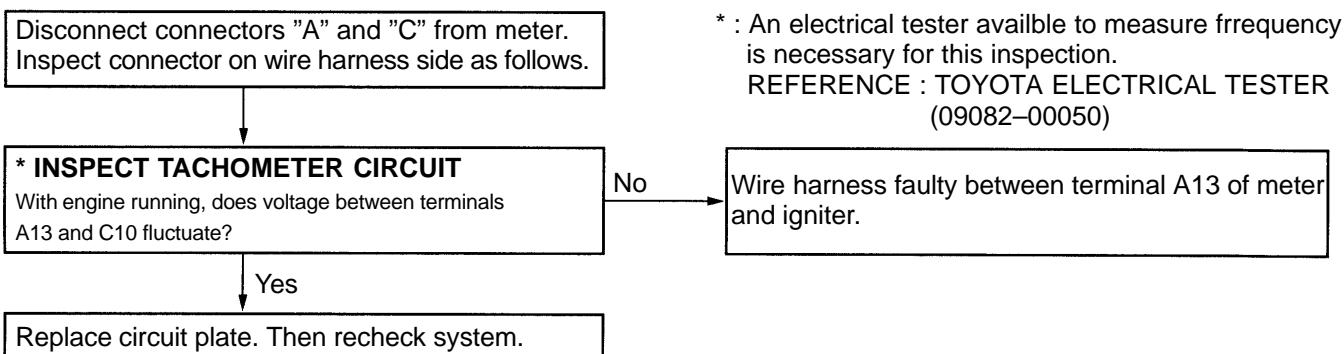 Disconnect connectors ”A” and ”C” from meter.
Inspect connector on wire harness side as follows.
* : An electrical tester availble to measure frrequency
is necessary for this inspection.
REFERENCE : TOYOTA ELECTRICAL TESTER
(09082–00050)
* INSPECT TACHOMETER CIRCUIT
With engine running, does voltage between terminals
A13 and C10 fluctuate?
No
Wire harness faulty between terminal A13 of meter
and igniter.
Yes
Replace circuit plate. Then recheck system.